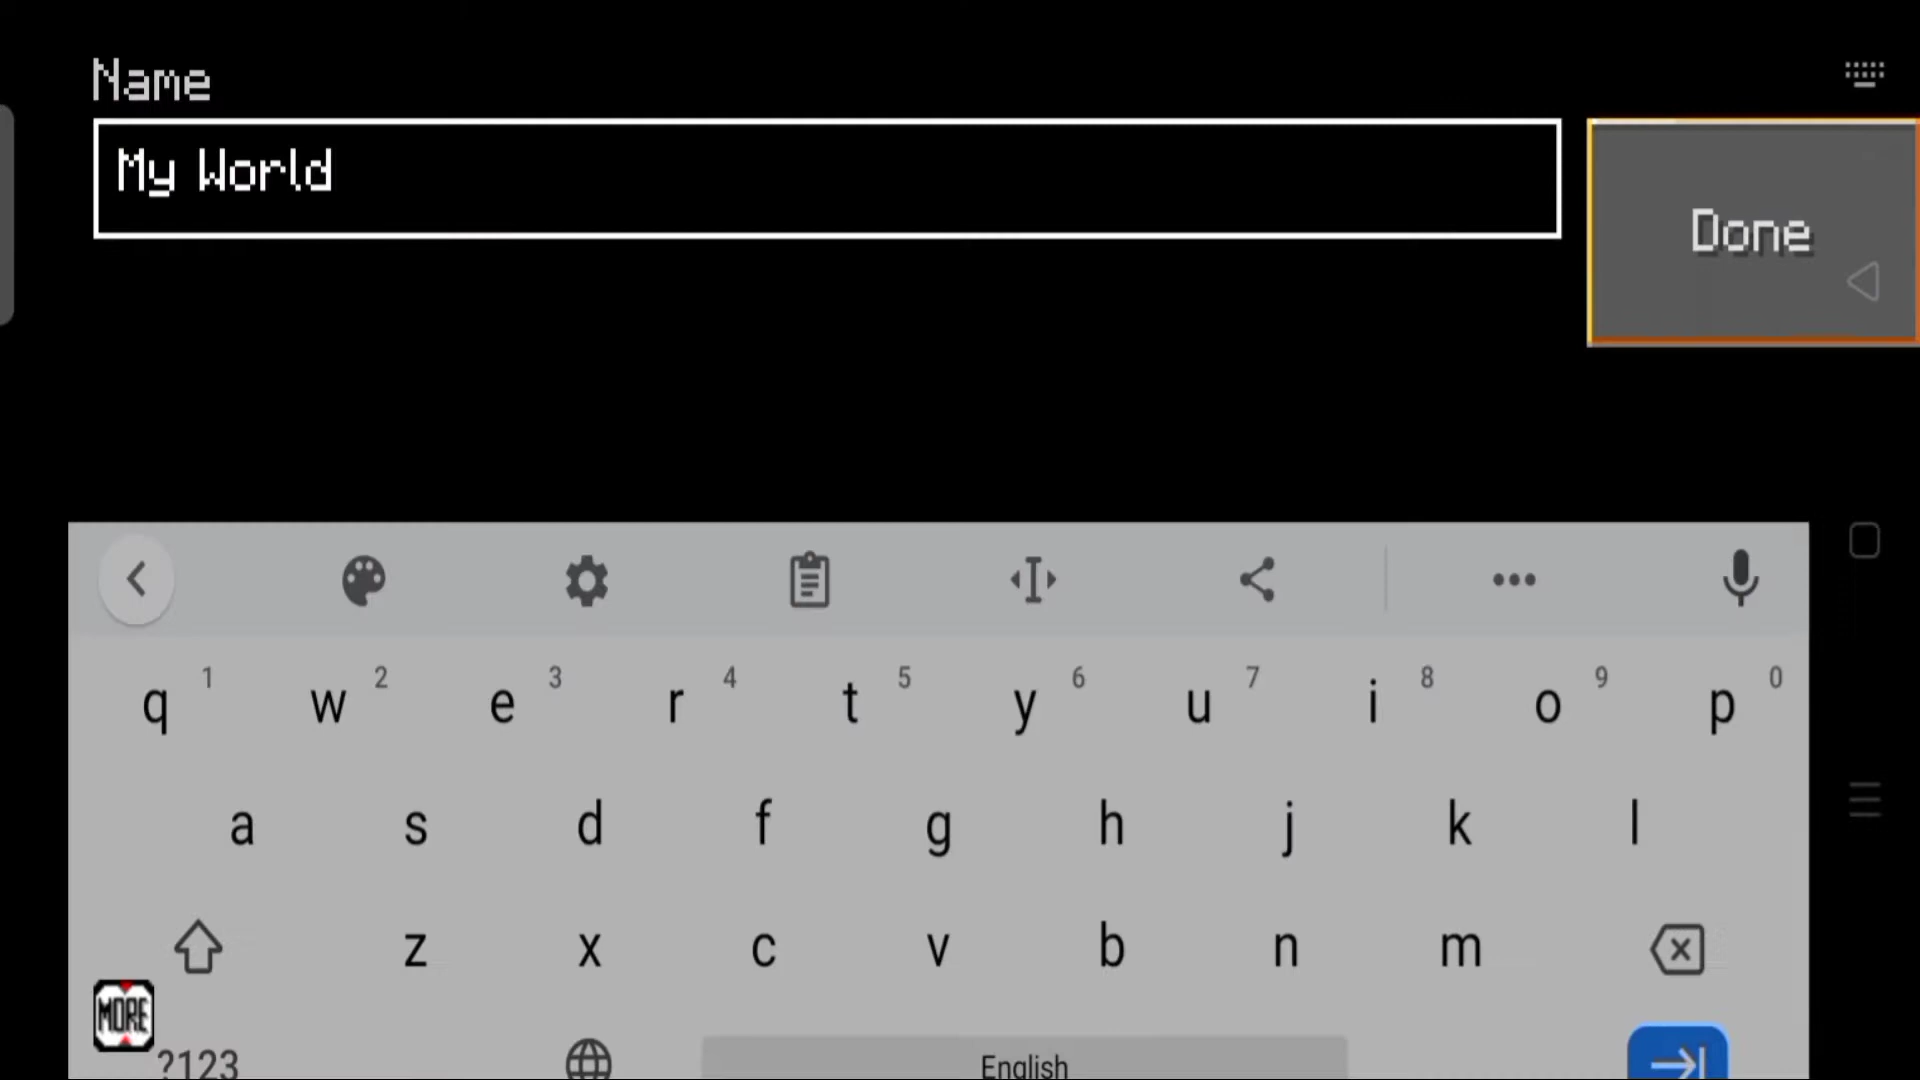 Name
My World
Done
q 1 w 2 e 3 r 4 t 5 y 6 u 7 i 8 o 9 p 0
a s d f g h j k l
z x c v b n m
MORE
?123 English